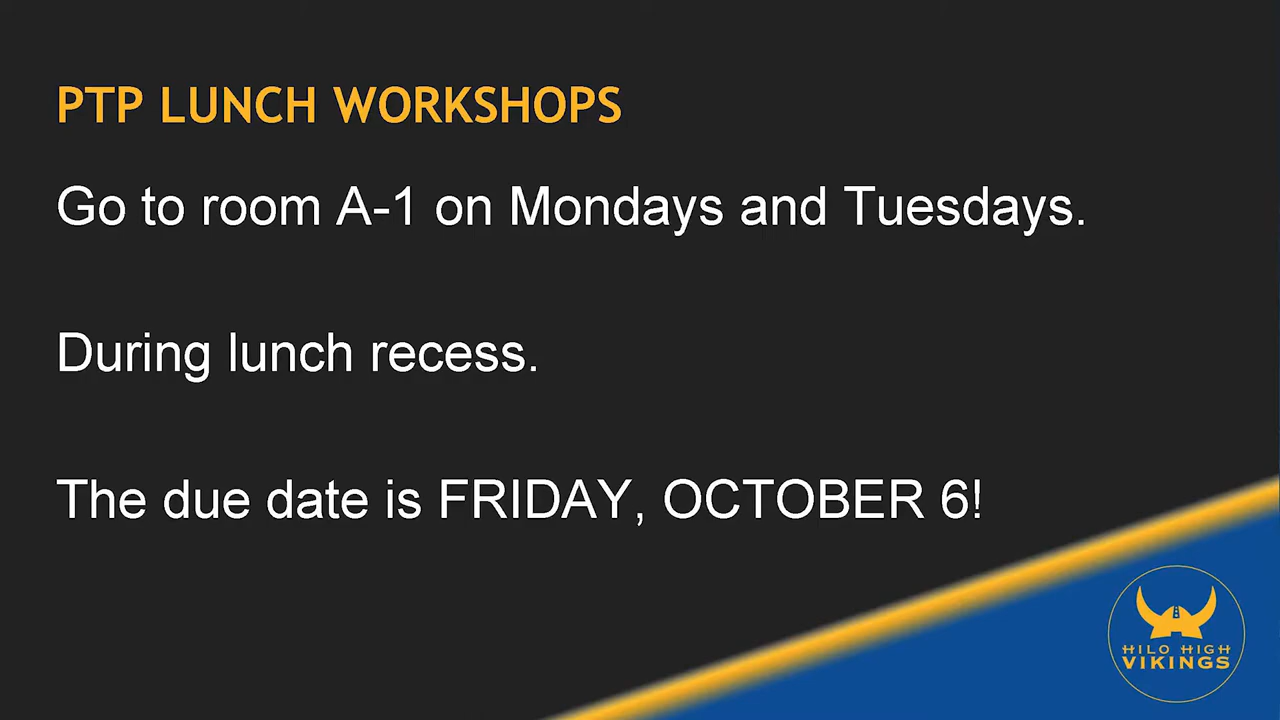 PTP LUNCH WORKSHOPS
Go to room A-1 on Mondays and Tuesdays.
During lunch recess.
The due date is FRIDAY, OCTOBER 6!
HILO HIGH
VIKINGS